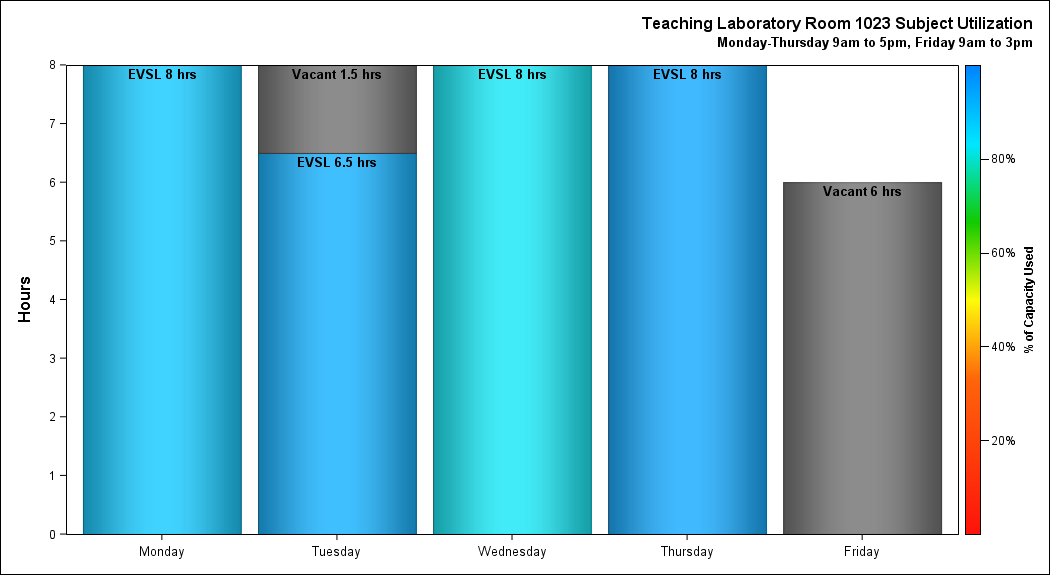 Teaching Laboratory Room 1023 Subject Utilization
Monday-Thursday 9am to 5pm, Friday 9am to 3pm
Hours
8
7
6
5
4
3
2
1
0
EVSL 8 hrs
Vacant 1.5 hrs
EVSL 6.5 hrs
EVSL 8 hrs
EVSL 8 hrs
Vacant 6 hrs
Monday
Tuesday
Wednesday
Thursday
Friday
80%
60%
40%
20%
% of Capacity Used